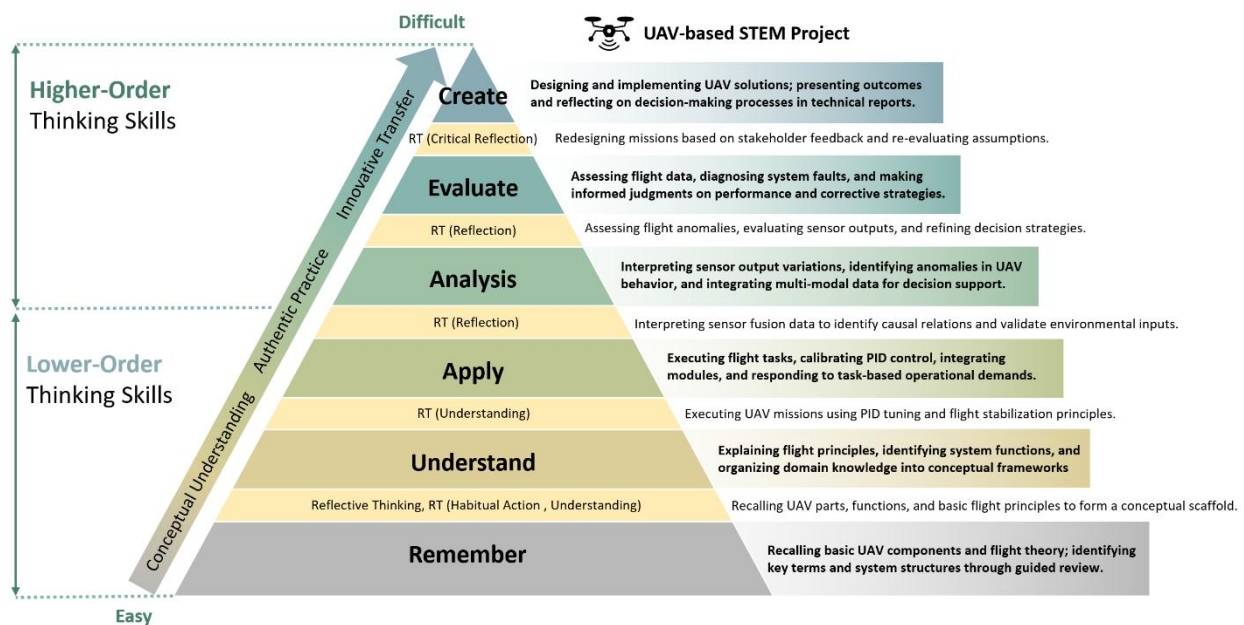 Difficult
UAV-based STEM Project
Higher-Order
Thinking Skills
Lower-Order
Thinking Skills
Easy
Innovative Transfer
Authentic Practice
Conceptual Understanding
Create
Designing and implementing UAV solutions; presenting outcomes
and reflecting on decision-making processes in technical reports.
RT (Critical Reflection)
Redesigning missions based on stakeholder feedback and re-evaluating assumptions.
Evaluate
Assessing flight data, diagnosing system faults, and making
informed judgments on performance and corrective strategies.
RT (Reflection)
Assessing flight anomalies, evaluating sensor outputs, and refining decision strategies.
Analysis
Interpreting sensor output variations, identifying anomalies in UAV
behavior, and integrating multi-modal data for decision support.
RT (Reflection)
Interpreting sensor fusion data to identify causal relations and validate environmental inputs.
Apply
Executing flight tasks, calibrating PID control, integrating
modules, and responding to task-based operational demands.
RT (Understanding)
Executing UAV missions using PID tuning and flight stabilization principles.
Understand
Explaining flight principles, identifying system functions, and
organizing domain knowledge into conceptual frameworks
Reflective Thinking, RT (Habitual Action , Understanding)
Recalling UAV parts, functions, and basic flight principles to form a conceptual scaffold.
Remember
Recalling basic UAV components and flight theory; identifying
key terms and system structures through guided review.